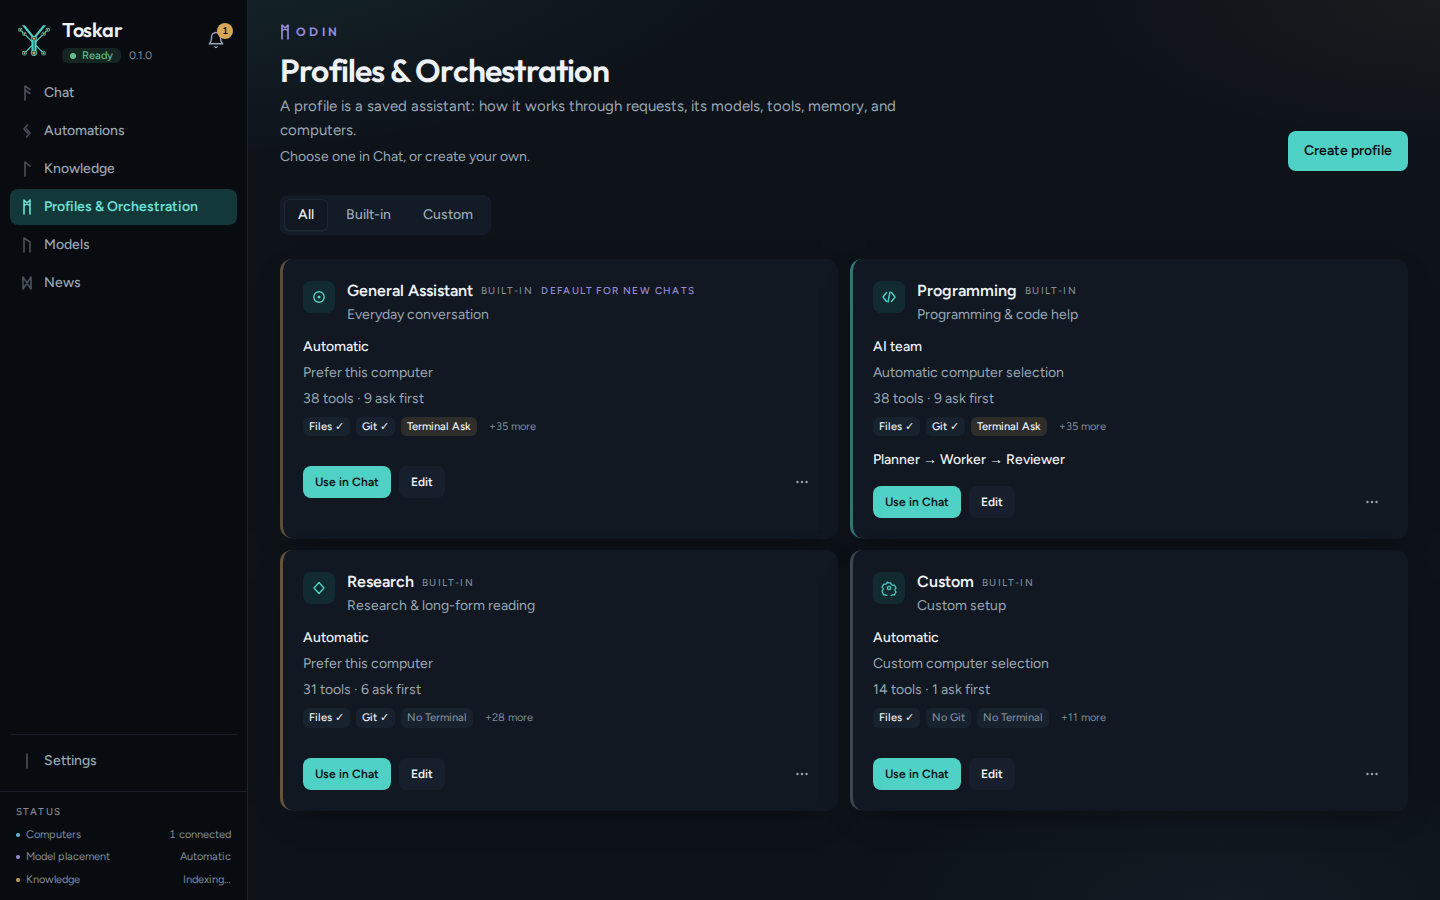 Toskar
Ready 0.1.0
1
Chat
Automations
Knowledge
Profiles & Orchestration
Models
News
Settings
STATUS
Computers 1 connected
Model placement Automatic
Knowledge Indexing...
ODIN
Profiles & Orchestration
A profile is a saved assistant: how it works through requests, its models, tools, memory, and
computers.
Choose one in Chat, or create your own.
Create profile
All Built-in Custom
General Assistant BUILT-IN DEFAULT FOR NEW CHATS
Everyday conversation
Automatic
Prefer this computer
38 tools · 9 ask first
Files ✓ Git ✓ Terminal Ask +35 more
Use in Chat Edit ...
Programming BUILT-IN
Programming & code help
AI team
Automatic computer selection
38 tools · 9 ask first
Files ✓ Git ✓ Terminal Ask +35 more
Planner → Worker → Reviewer
Use in Chat Edit ...
Research BUILT-IN
Research & long-form reading
Automatic
Prefer this computer
31 tools · 6 ask first
Files ✓ Git ✓ No Terminal +28 more
Use in Chat Edit ...
Custom BUILT-IN
Custom setup
Automatic
Custom computer selection
14 tools · 1 ask first
Files ✓ No Git No Terminal +11 more
Use in Chat Edit ...